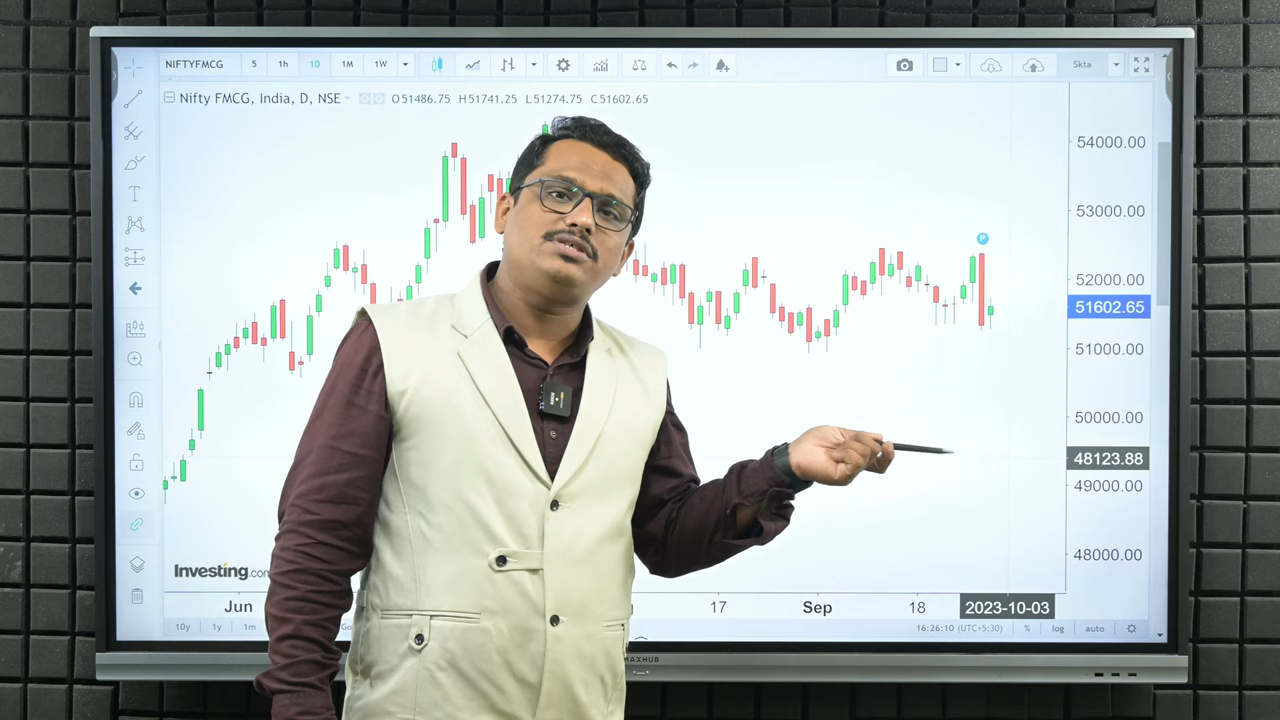 NIFTYFMCG 5 1h 1D 1M 1W Skta
Nifty FMCG, India, D, NSE O51486.75 H51741.25 L51274.75 C51602.65
T
P
54000.00
53000.00
52000.00
51602.65
51000.00
50000.00
48123.88
49000.00
48000.00
Investing.com
Jun 17 Sep 18 2023-10-03
10y 1y 1m Go 16:26:10 (UTC+5:30) % log auto
MAXHUB